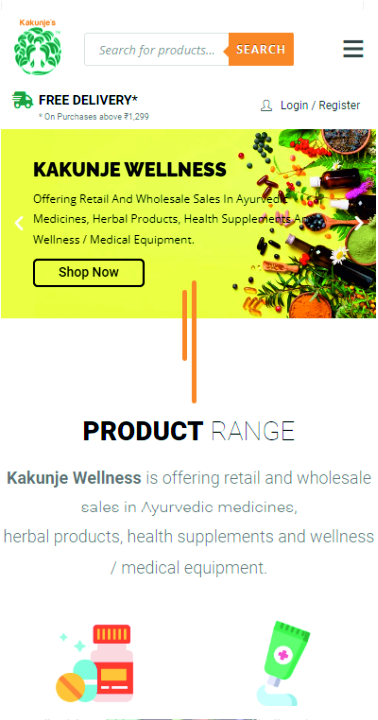 Kakunje's
Search for products...
SEARCH
FREE DELIVERY*
* On Purchases above ₹1,299
Login / Register
KAKUNJE WELLNESS
Offering Retail And Wholesale Sales In Ayurvedic
Medicines, Herbal Products, Health Supplements And
Wellness / Medical Equipment.
Shop Now
PRODUCT RANGE
Kakunje Wellness is offering retail and wholesale
sales in Ayurvedic medicines,
herbal products, health supplements and wellness
/ medical equipment.